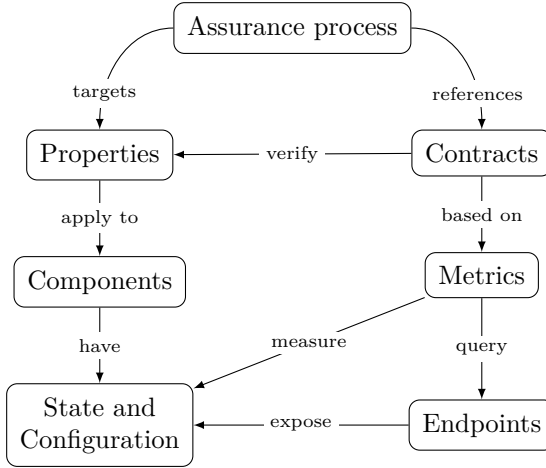 Assurance process
targets
references
Properties
verify
Contracts
apply to
based on
Components
Metrics
have
measure
query
State and
Configuration
expose
Endpoints